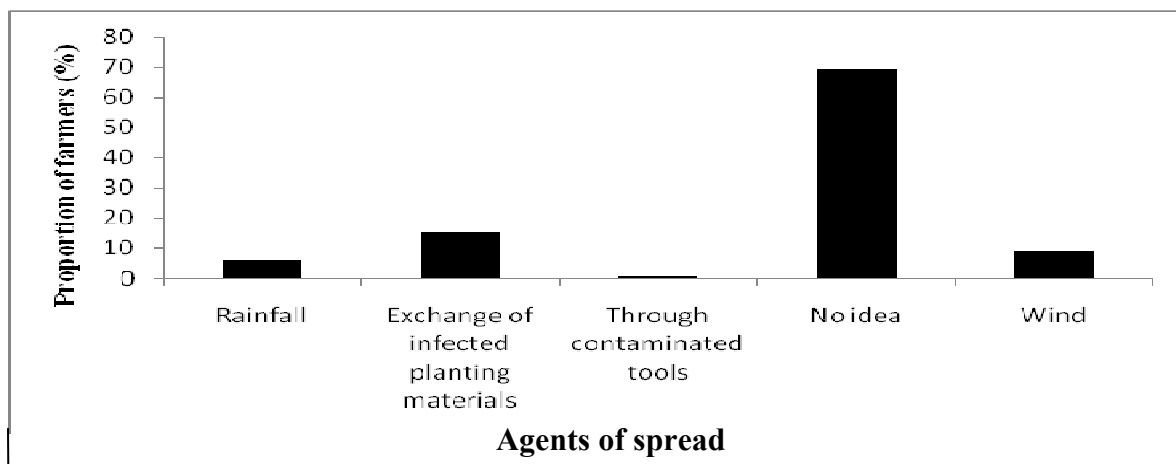 Proportion of farmers (%)
80
70
60
50
40
30
20
10
0
Rainfall
Exchange of
infected
planting
materials
Through
contaminated
tools
No idea
Wind
Agents of spread